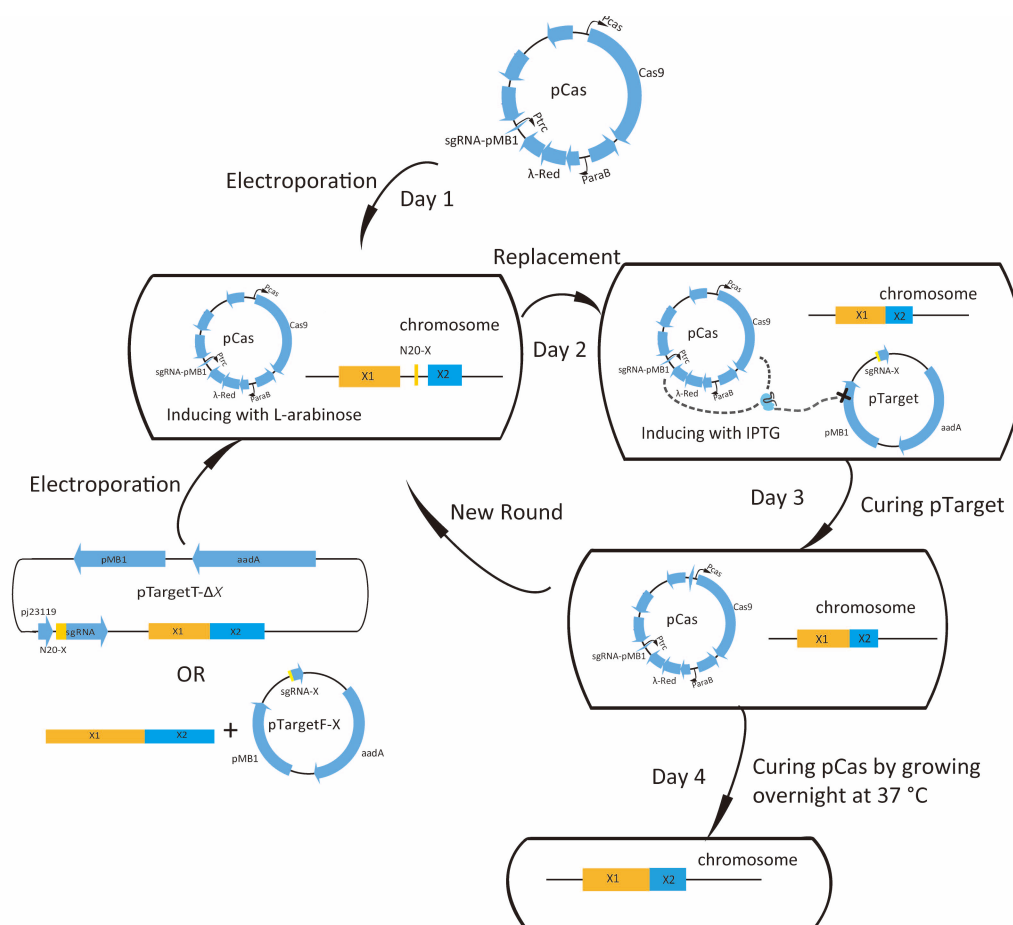 Pcas
Cas9
pCas
Ptrc
sgRNA-pMB1
λ-Red
ParaB
Electroporation
Day 1
Replacement
Day 2
Pcas
Cas9
pCas
Ptrc
sgRNA-pMB1
λ-Red
ParaB
chromosome
N20-X
X1
X2
Inducing with L-arabinose
Pcas
Cas9
pCas
Ptrc
sgRNA-pMB1
λ-Red
ParaB
chromosome
X1
X2
sgRNA-X
pTarget
pMB1
aadA
Inducing with IPTG
Electroporation
New Round
Day 3
Curing pTarget
pMB1
aadA
pTargetT-ΔX
pj23119
sgRNA
N20-X
X1
X2
OR
X1
X2
+
sgRNA-X
pTargetF-X
pMB1
aadA
Pcas
Cas9
pCas
Ptrc
sgRNA-pMB1
λ-Red
ParaB
chromosome
X1
X2
Day 4
Curing pCas by growing
overnight at 37 °C
chromosome
X1
X2